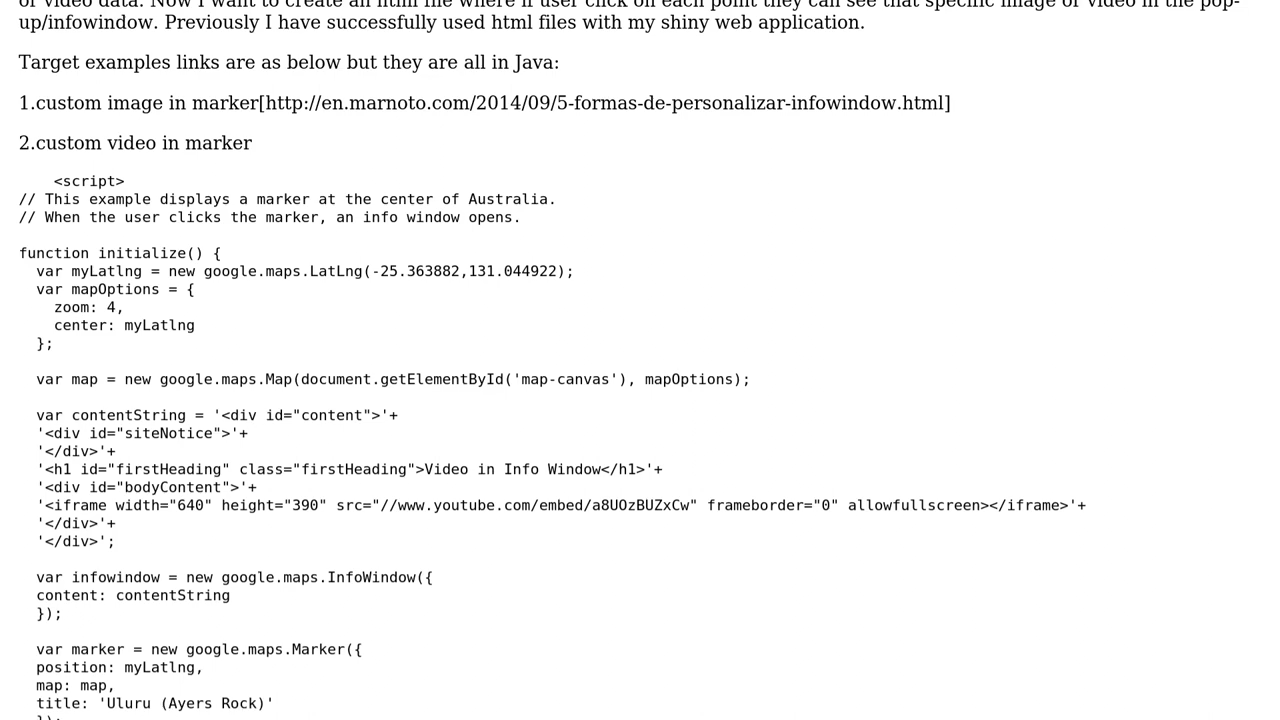 or video data. Now I want to create an html file where if user click on each point they can see that specific image or video in the pop-
up/infowindow. Previously I have successfully used html files with my shiny web application.
Target examples links are as below but they are all in Java:
1.custom image in marker[http://en.marnoto.com/2014/09/5-formas-de-personalizar-infowindow.html]
2.custom video in marker
    <script>
// This example displays a marker at the center of Australia.
// When the user clicks the marker, an info window opens.
function initialize() {
  var myLatlng = new google.maps.LatLng(-25.363882,131.044922);
  var mapOptions = {
    zoom: 4,
    center: myLatlng
  };
  var map = new google.maps.Map(document.getElementById('map-canvas'), mapOptions);
  var contentString = '<div id="content">'+
  '<div id="siteNotice">'+
  '</div>'+
  '<h1 id="firstHeading" class="firstHeading">Video in Info Window</h1>'+
  '<div id="bodyContent">'+
  '<iframe width="640" height="390" src="//www.youtube.com/embed/a8UOzBUZxCw" frameborder="0" allowfullscreen></iframe>'+
  '</div>'+
  '</div>';
  var infowindow = new google.maps.InfoWindow({
  content: contentString
  });
  var marker = new google.maps.Marker({
  position: myLatlng,
  map: map,
  title: 'Uluru (Ayers Rock)'
  });